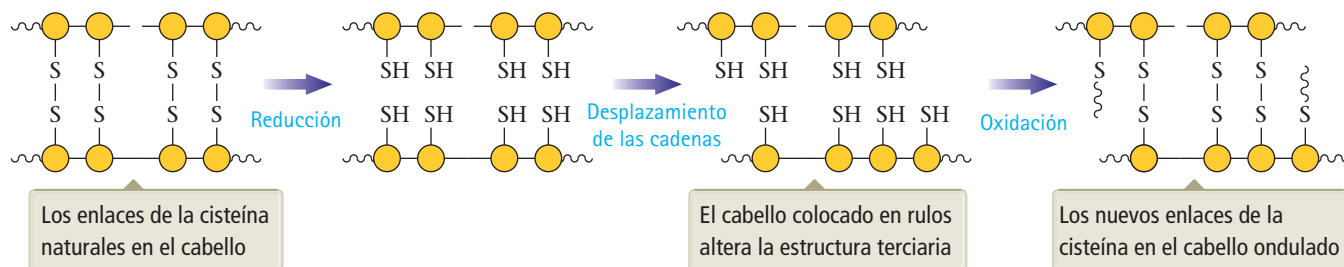 S S S S
S S S S
Reducción
SH SH SH SH
SH SH SH SH
Desplazamiento
de las cadenas
SH SH SH SH
SH SH SH SH
Oxidación
S S S S
S S S S
Los enlaces de la cisteína
naturales en el cabello
El cabello colocado en rulos
altera la estructura terciaria
Los nuevos enlaces de la
cisteína en el cabello ondulado